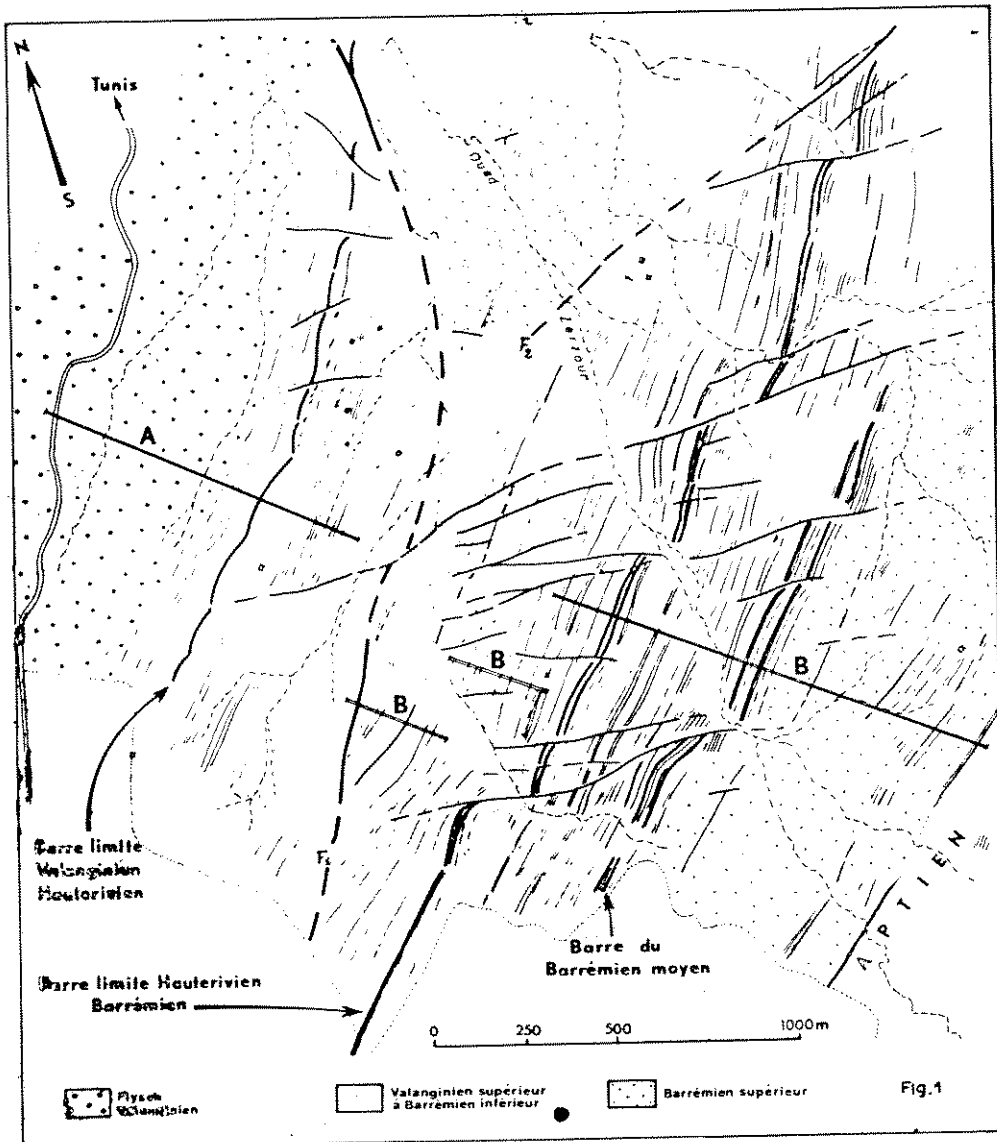 N
Tunis
S
S
Oued
Lerzour
F2
A
B
B
B
F1
Barre limite
Valanginien
Hauterivien
Barre limite Hauterivien
Barrémien
Barre du
Barrémien moyen
APTIEN
0 250 500 1000m
Flysch
Valanginien
Valanginien supérieur
à Barrémien inférieur
Barrémien supérieur
Fig.1